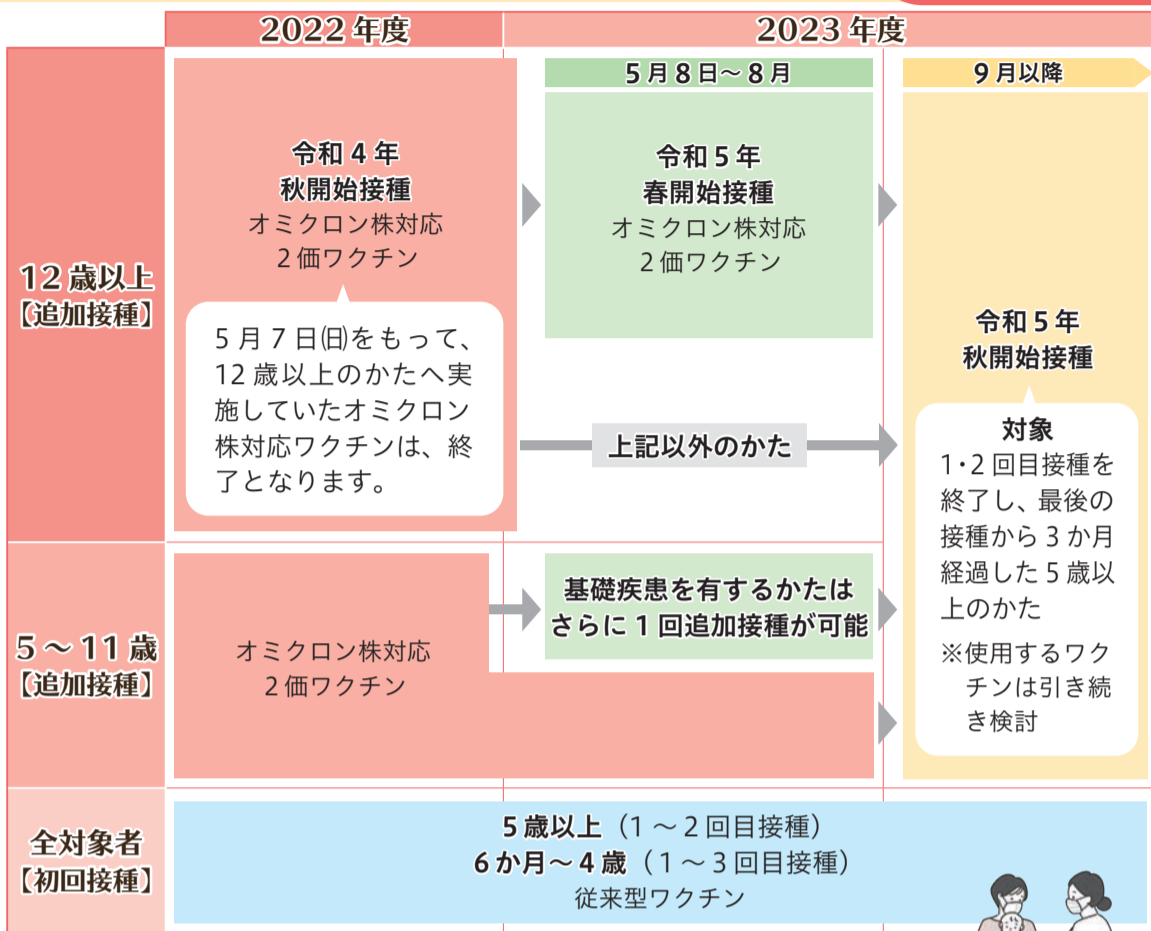 2022年度
2023年度
5月8日～8月
9月以降
12歳以上
【追加接種】
令和4年
秋開始接種
オミクロン株対応
2価ワクチン
5月7日㈰をもって、
12歳以上のかたへ実
施していたオミクロン
株対応ワクチンは、終
了となります。
令和5年
春開始接種
オミクロン株対応
2価ワクチン
上記以外のかた
令和5年
秋開始接種
対象
1・2回目接種を
終了し、最後の
接種から3か月
経過した5歳以
上のかた
※使用するワク
チンは引き続
き検討
5～11歳
【追加接種】
オミクロン株対応
2価ワクチン
基礎疾患を有するかたは
さらに1回追加接種が可能
全対象者
【初回接種】
5歳以上（1～2回目接種）
6か月～4歳（1～3回目接種）
従来型ワクチン